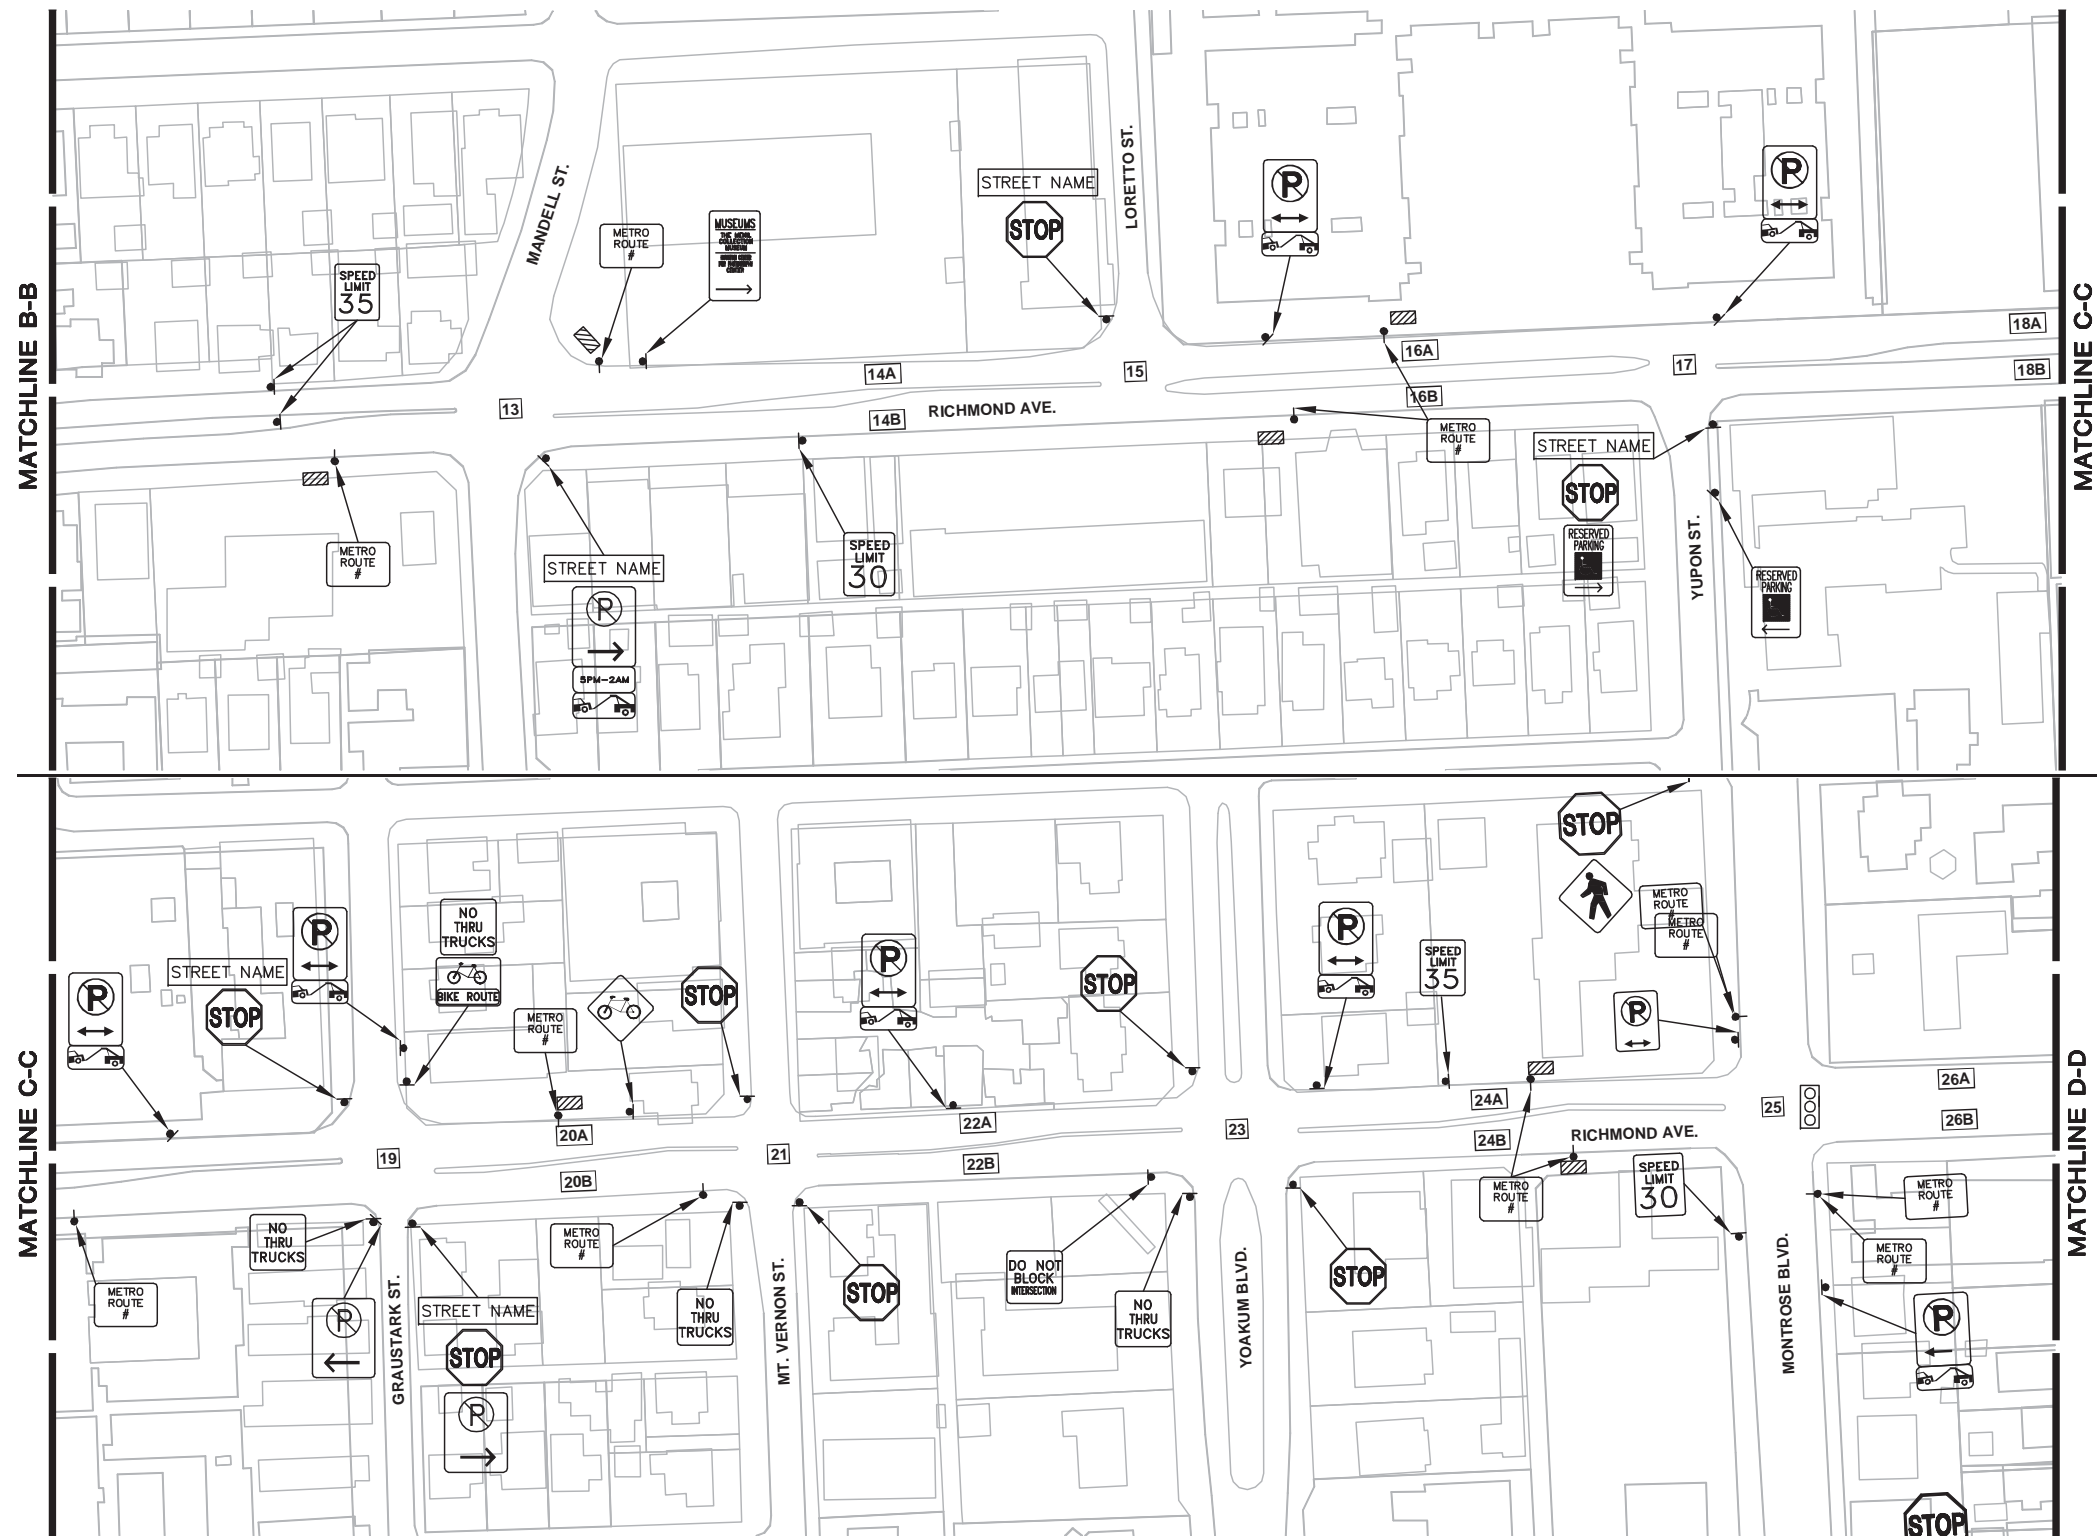 MATCHLINE B-B
MATCHLINE C-C
MANDELL ST.
LORETTO ST.
STREET NAME
STOP
P
P
METRO
ROUTE
#
MUSEUMS
THE MENIL
COLLECTION
MUSEUM
CENTER
SPEED
LIMIT
35
18A
16A
14A
15
17
18B
16B
13
14B
RICHMOND AVE.
METRO
ROUTE
#
STREET NAME
STOP
RESERVED
PARKING
YUPON ST.
RESERVED
PARKING
METRO
ROUTE
#
STREET NAME
P
5PM-2AM
SPEED
LIMIT
30
MATCHLINE C-C
MATCHLINE D-D
STOP
METRO
ROUTE
#
METRO
ROUTE
#
P
STREET NAME
STOP
P
NO
THRU
TRUCKS
BIKE ROUTE
METRO
ROUTE
#
STOP
P
STOP
P
SPEED
LIMIT
35
P
26A
24A
25
22A
26B
23
20A
24B
RICHMOND AVE.
21
19
22B
20B
METRO
ROUTE
#
NO
THRU
TRUCKS
P
GRAUSTARK ST.
STREET NAME
STOP
P
METRO
ROUTE
#
NO
THRU
TRUCKS
MT. VERNON ST.
STOP
DO NOT
BLOCK
INTERSECTION
NO
THRU
TRUCKS
YOAKUM BLVD.
STOP
METRO
ROUTE
#
SPEED
LIMIT
30
MONTROSE BLVD.
METRO
ROUTE
#
METRO
ROUTE
#
P
STOP